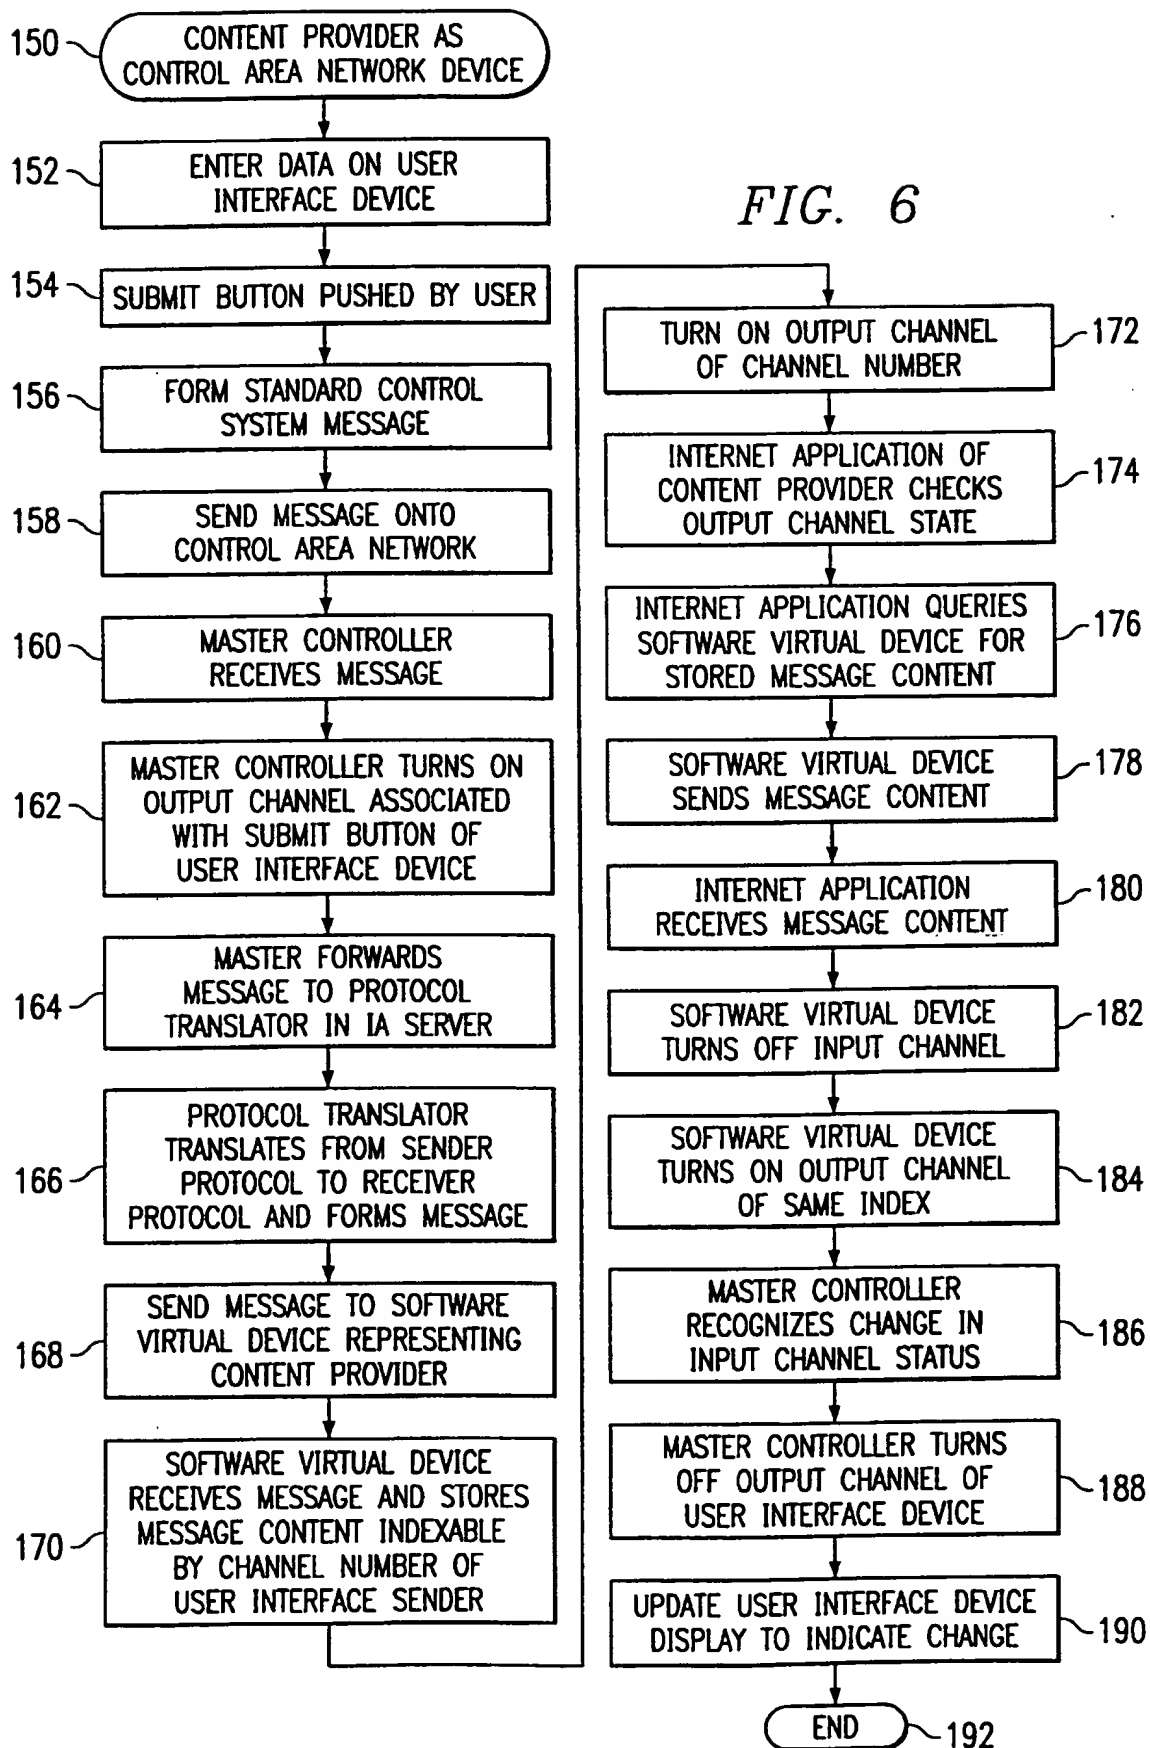 150
CONTENT PROVIDER AS
CONTROL AREA NETWORK DEVICE
152
ENTER DATA ON USER
INTERFACE DEVICE
154
SUBMIT BUTTON PUSHED BY USER
156
FORM STANDARD CONTROL
SYSTEM MESSAGE
158
SEND MESSAGE ONTO
CONTROL AREA NETWORK
160
MASTER CONTROLLER
RECEIVES MESSAGE
162
MASTER CONTROLLER TURNS ON
OUTPUT CHANNEL ASSOCIATED
WITH SUBMIT BUTTON OF
USER INTERFACE DEVICE
164
MASTER FORWARDS
MESSAGE TO PROTOCOL
TRANSLATOR IN IA SERVER
166
PROTOCOL TRANSLATOR
TRANSLATES FROM SENDER
PROTOCOL TO RECEIVER
PROTOCOL AND FORMS MESSAGE
168
SEND MESSAGE TO SOFTWARE
VIRTUAL DEVICE REPRESENTING
CONTENT PROVIDER
170
SOFTWARE VIRTUAL DEVICE
RECEIVES MESSAGE AND STORES
MESSAGE CONTENT INDEXABLE
BY CHANNEL NUMBER OF
USER INTERFACE SENDER
FIG. 6
TURN ON OUTPUT CHANNEL
OF CHANNEL NUMBER
172
INTERNET APPLICATION OF
CONTENT PROVIDER CHECKS
OUTPUT CHANNEL STATE
174
INTERNET APPLICATION QUERIES
SOFTWARE VIRTUAL DEVICE FOR
STORED MESSAGE CONTENT
176
SOFTWARE VIRTUAL DEVICE
SENDS MESSAGE CONTENT
178
INTERNET APPLICATION
RECEIVES MESSAGE CONTENT
180
SOFTWARE VIRTUAL DEVICE
TURNS OFF INPUT CHANNEL
182
SOFTWARE VIRTUAL DEVICE
TURNS ON OUTPUT CHANNEL
OF SAME INDEX
184
MASTER CONTROLLER
RECOGNIZES CHANGE IN
INPUT CHANNEL STATUS
186
MASTER CONTROLLER TURNS
OFF OUTPUT CHANNEL OF
USER INTERFACE DEVICE
188
UPDATE USER INTERFACE DEVICE
DISPLAY TO INDICATE CHANGE
190
END
192